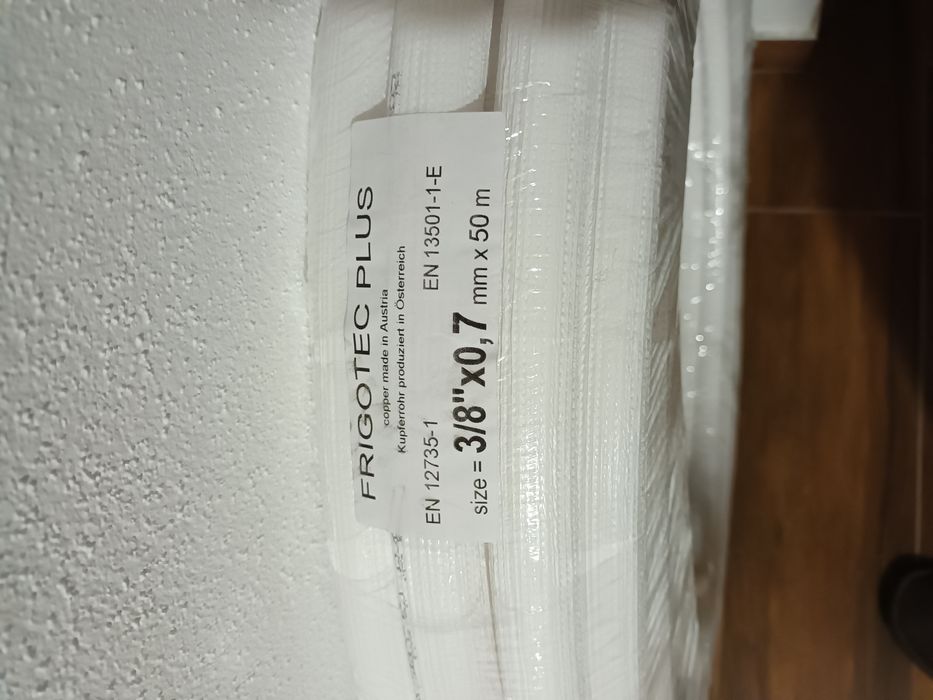 FRIGOTEC PLUS
copper made in Austria
Kupferrohr produziert in Österreich
EN 12735-1 EN 13501-1-E
size = 3/8"x0,7 mm x 50 m